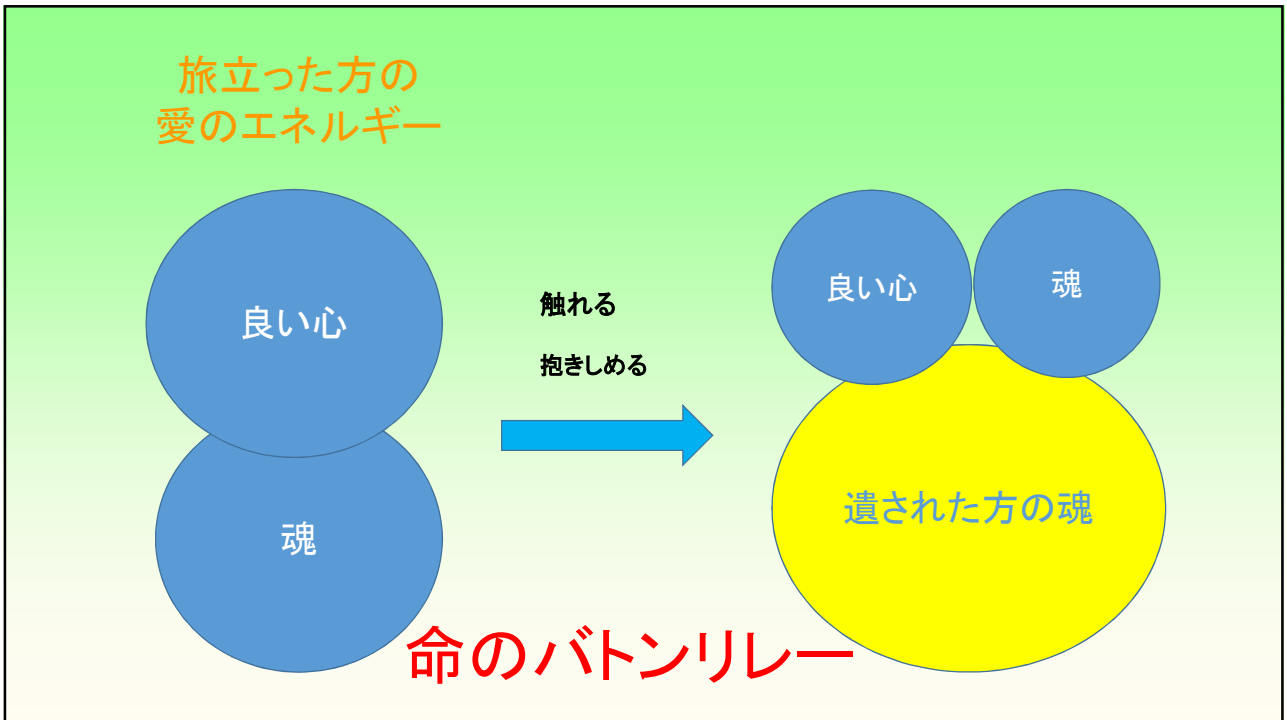 旅立った方の
愛のエネルギー
良い心
魂
触れる
抱きしめる
良い心
魂
遺された方の魂
命のバトンリレー